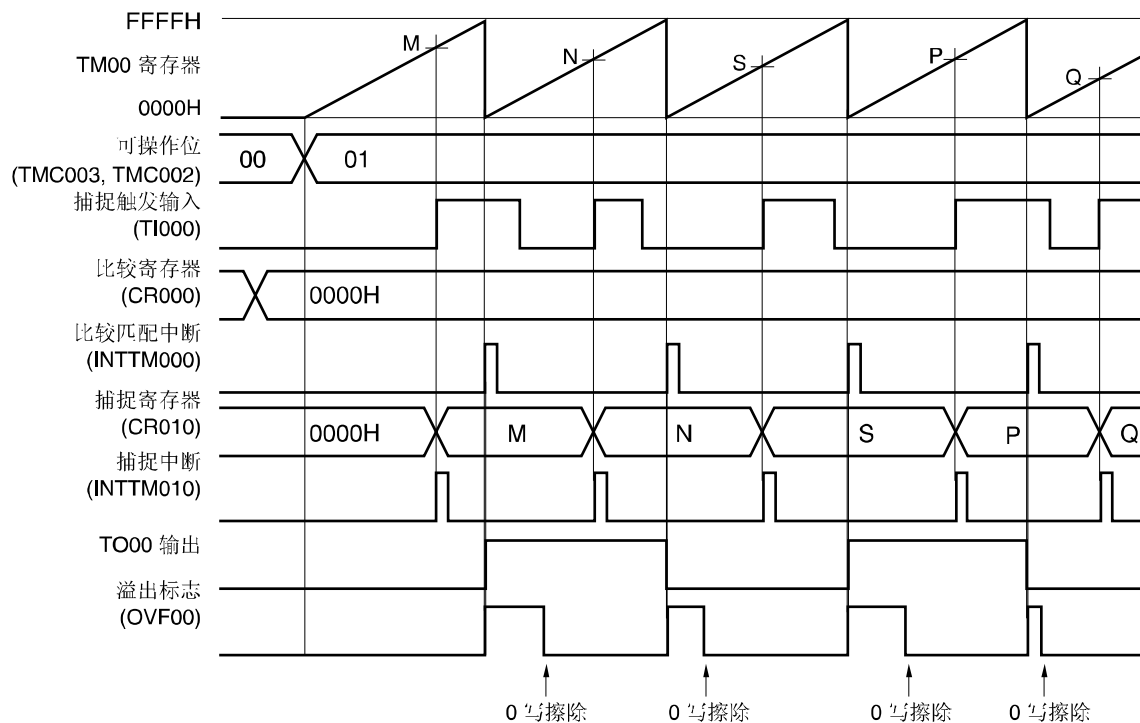 FFFFH
TM00 寄存器
0000H
M
N
S
P
Q
可操作位
(TMC003, TMC002)
00
01
捕捉触发输入
(TI000)
比较寄存器
(CR000)
0000H
比较匹配中断
(INTTM000)
捕捉寄存器
(CR010)
0000H
M
N
S
P
Q
捕捉中断
(INTTM010)
TO00 输出
溢出标志
(OVF00)
0 写擦除
0 写擦除
0 写擦除
0 写擦除